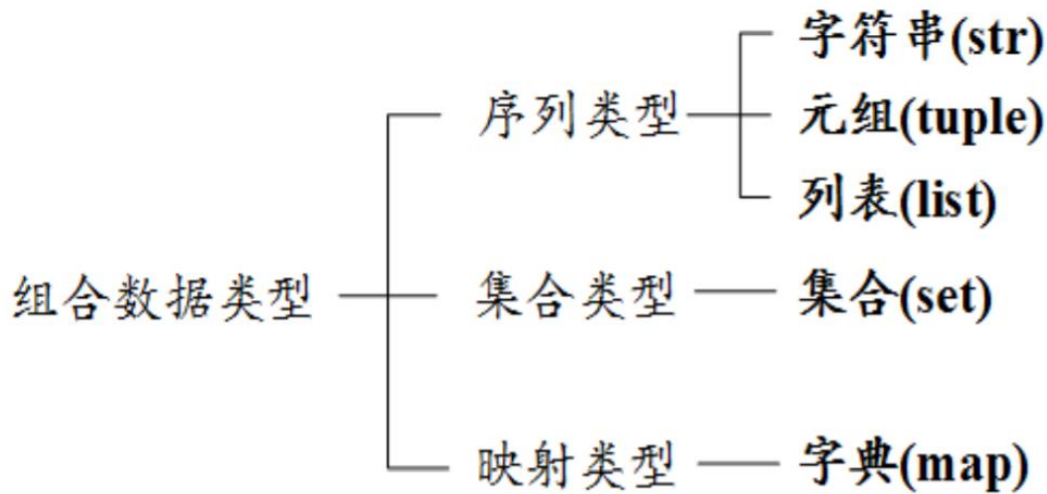 组合数据类型
序列类型
字符串(str)
元组(tuple)
列表(list)
集合类型
集合(set)
映射类型
字典(map)